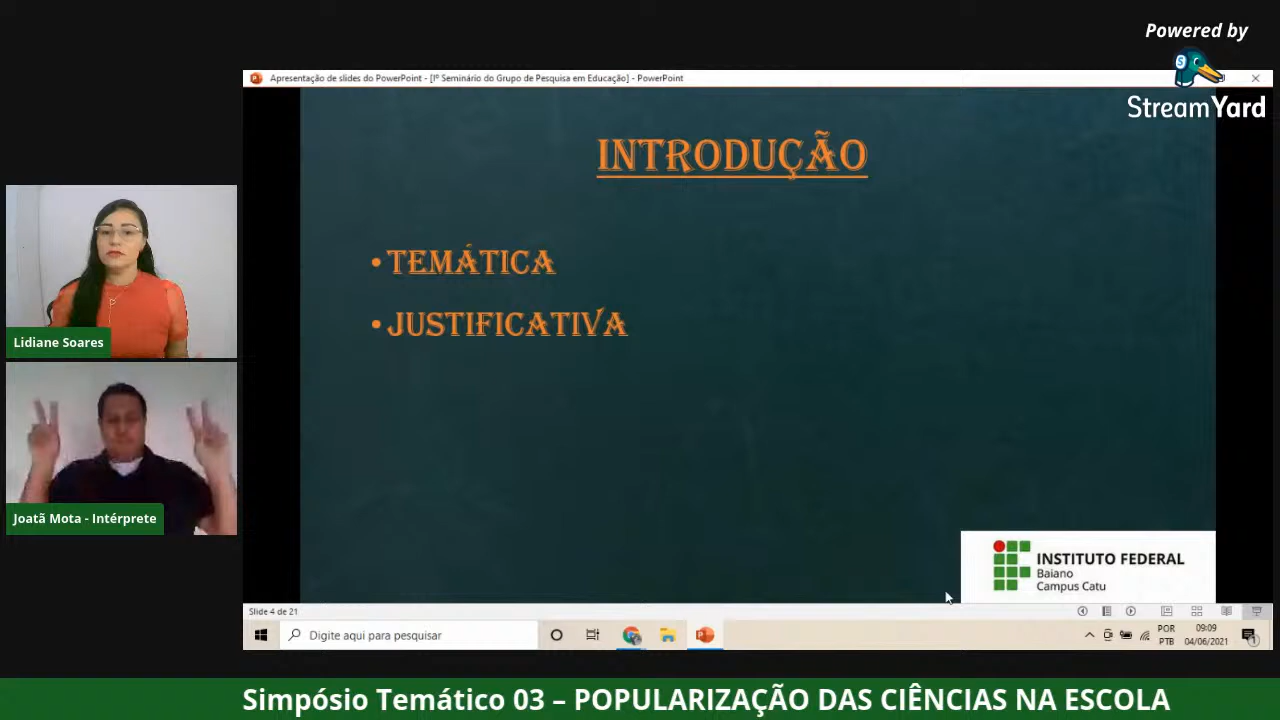 Powered by
StreamYard
Apresentação de slides do PowerPoint - [Iº Seminário do Grupo de Pesquisa em Educação] - PowerPoint
INTRODUÇÃO
• TEMÁTICA
• JUSTIFICATIVA
Lidiane Soares
Joatã Mota - Intérprete
INSTITUTO FEDERAL
Baiano
Campus Catu
Slide 4 de 21
Digite aqui para pesquisar
POR
PTB
09:09
04/06/2021
1
Simpósio Temático 03 – POPULARIZAÇÃO DAS CIÊNCIAS NA ESCOLA